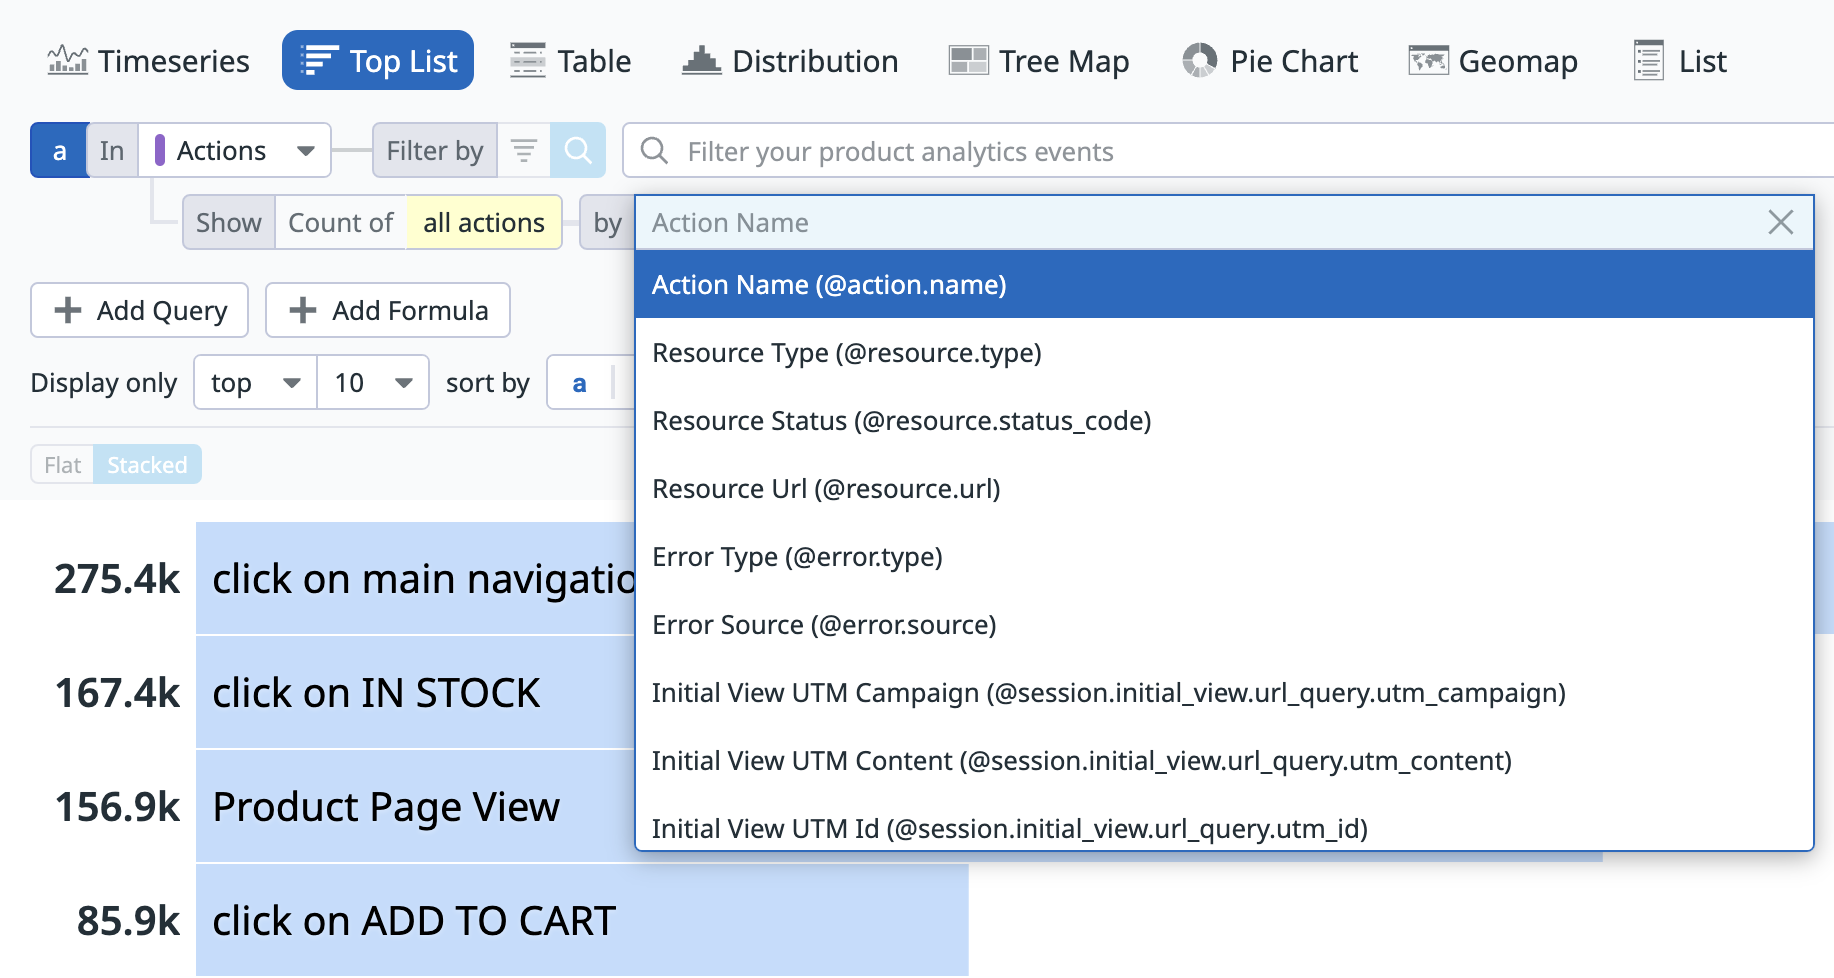 Timeseries Top List Table Distribution Tree Map Pie Chart Geomap List
a In Actions Filter by Filter your product analytics events
Show Count of all actions by Action Name
Action Name (@action.name)
Add Query Add Formula
Resource Type (@resource.type)
Display only top 10 sort by a
Resource Status (@resource.status_code)
Flat Stacked
Resource Url (@resource.url)
Error Type (@error.type)
275.4k click on main navigatio
Error Source (@error.source)
167.4k click on IN STOCK
Initial View UTM Campaign (@session.initial_view.url_query.utm_campaign)
Initial View UTM Content (@session.initial_view.url_query.utm_content)
156.9k Product Page View
Initial View UTM Id (@session.initial_view.url_query.utm_id)
85.9k click on ADD TO CART